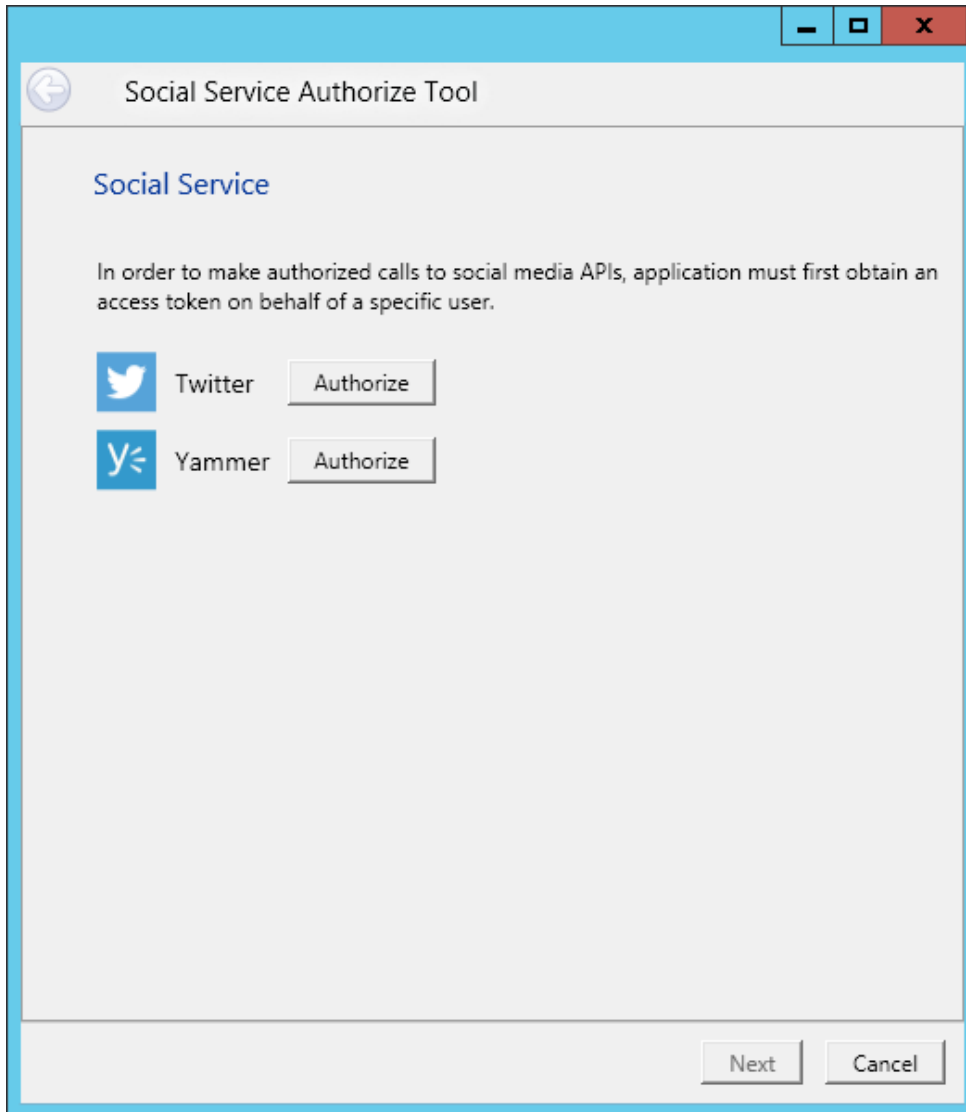 Social Service Authorize Tool
Social Service
In order to make authorized calls to social media APIs, application must first obtain an
access token on behalf of a specific user.
Twitter Authorize
Yammer Authorize
Next Cancel